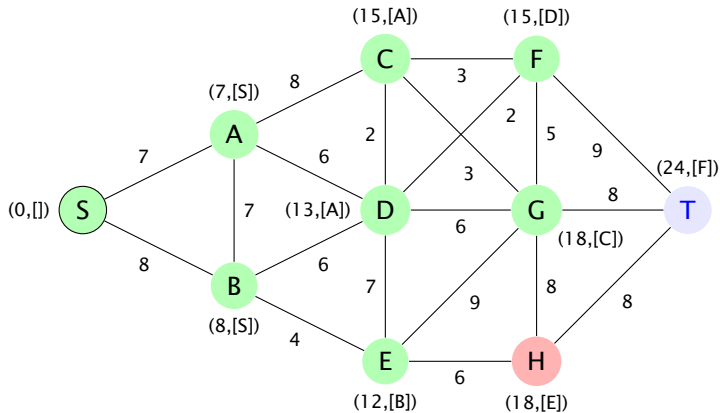 (15,[A])
(15,[D])
C
F
3
(7,[S])
8
A
2
2
5
9
7
6
3
(24,[F])
8
(0,[])
S
7
(13,[A])
D
G
T
6
(18,[C])
8
6
B
7
9
8
8
(8,[S])
4
E
H
6
(12,[B])
(18,[E])